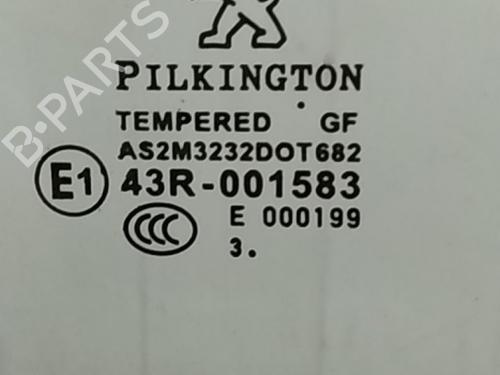 B-PARTS
PILKINGTON
TEMPERED GF
AS2M3232DOT682
E1 43R-001583
CCC E 000199
3.